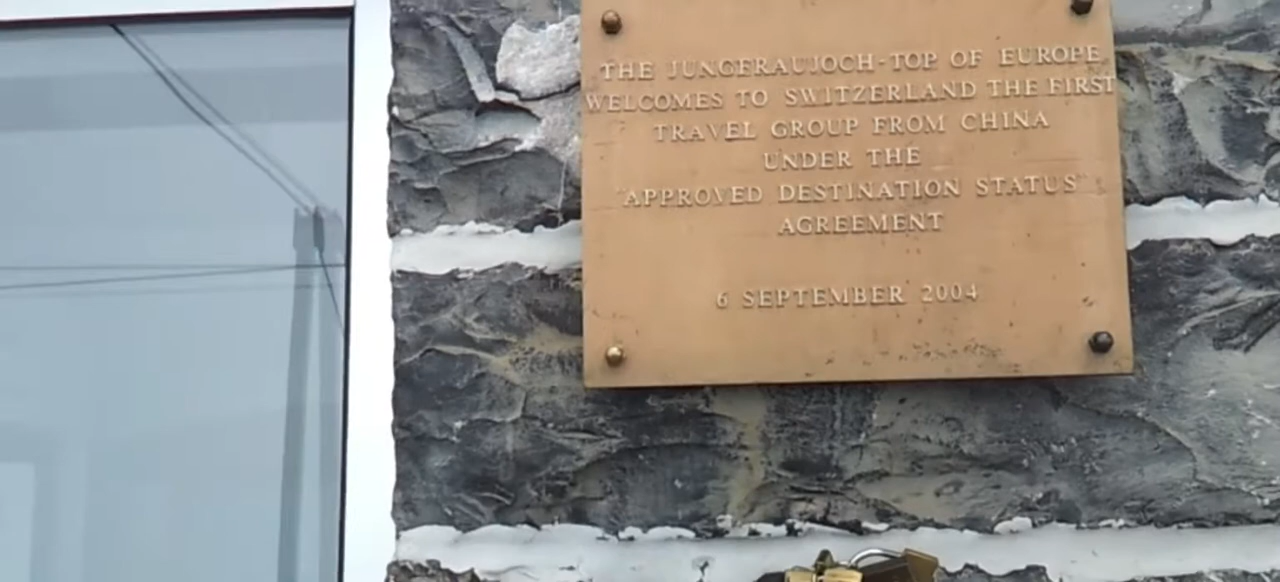 THE JUNGFRAUJOCH-TOP OF EUROPE
WELCOMES TO SWITZERLAND THE FIRST
TRAVEL GROUP FROM CHINA
UNDER THE
"APPROVED DESTINATION STATUS"
AGREEMENT
6 SEPTEMBER 2004